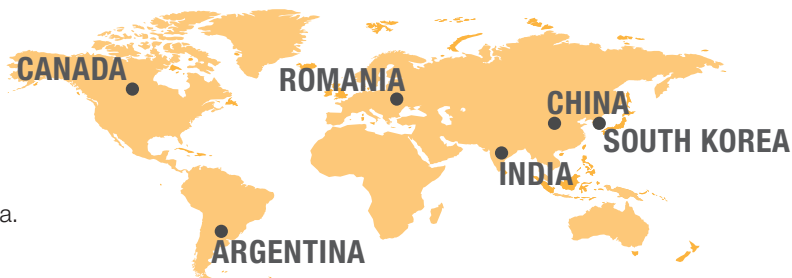 CANADA
ROMANIA
CHINA
SOUTH KOREA
INDIA
a.
ARGENTINA